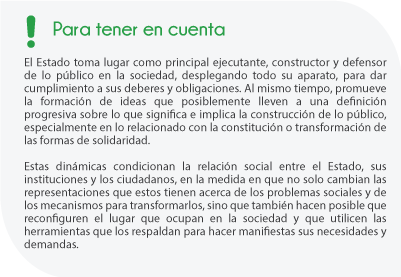 ! Para tener en cuenta
El Estado toma lugar como principal ejecutante, constructor y defensor
de lo público en la sociedad, desplegando todo su aparato, para dar
cumplimiento a sus deberes y obligaciones. Al mismo tiempo, promueve
la formación de ideas que posiblemente lleven a una definición
progresiva sobre lo que significa e implica la construcción de lo público,
especialmente en lo relacionado con la constitución o transformación de
las formas de solidaridad.
Estas dinámicas condicionan la relación social entre el Estado, sus
instituciones y los ciudadanos, en la medida en que no solo cambian las
representaciones que estos tienen acerca de los problemas sociales y de
los mecanismos para transformarlos, sino que también hacen posible que
reconfiguren el lugar que ocupan en la sociedad y que utilicen las
herramientas que los respaldan para hacer manifiestas sus necesidades y
demandas.